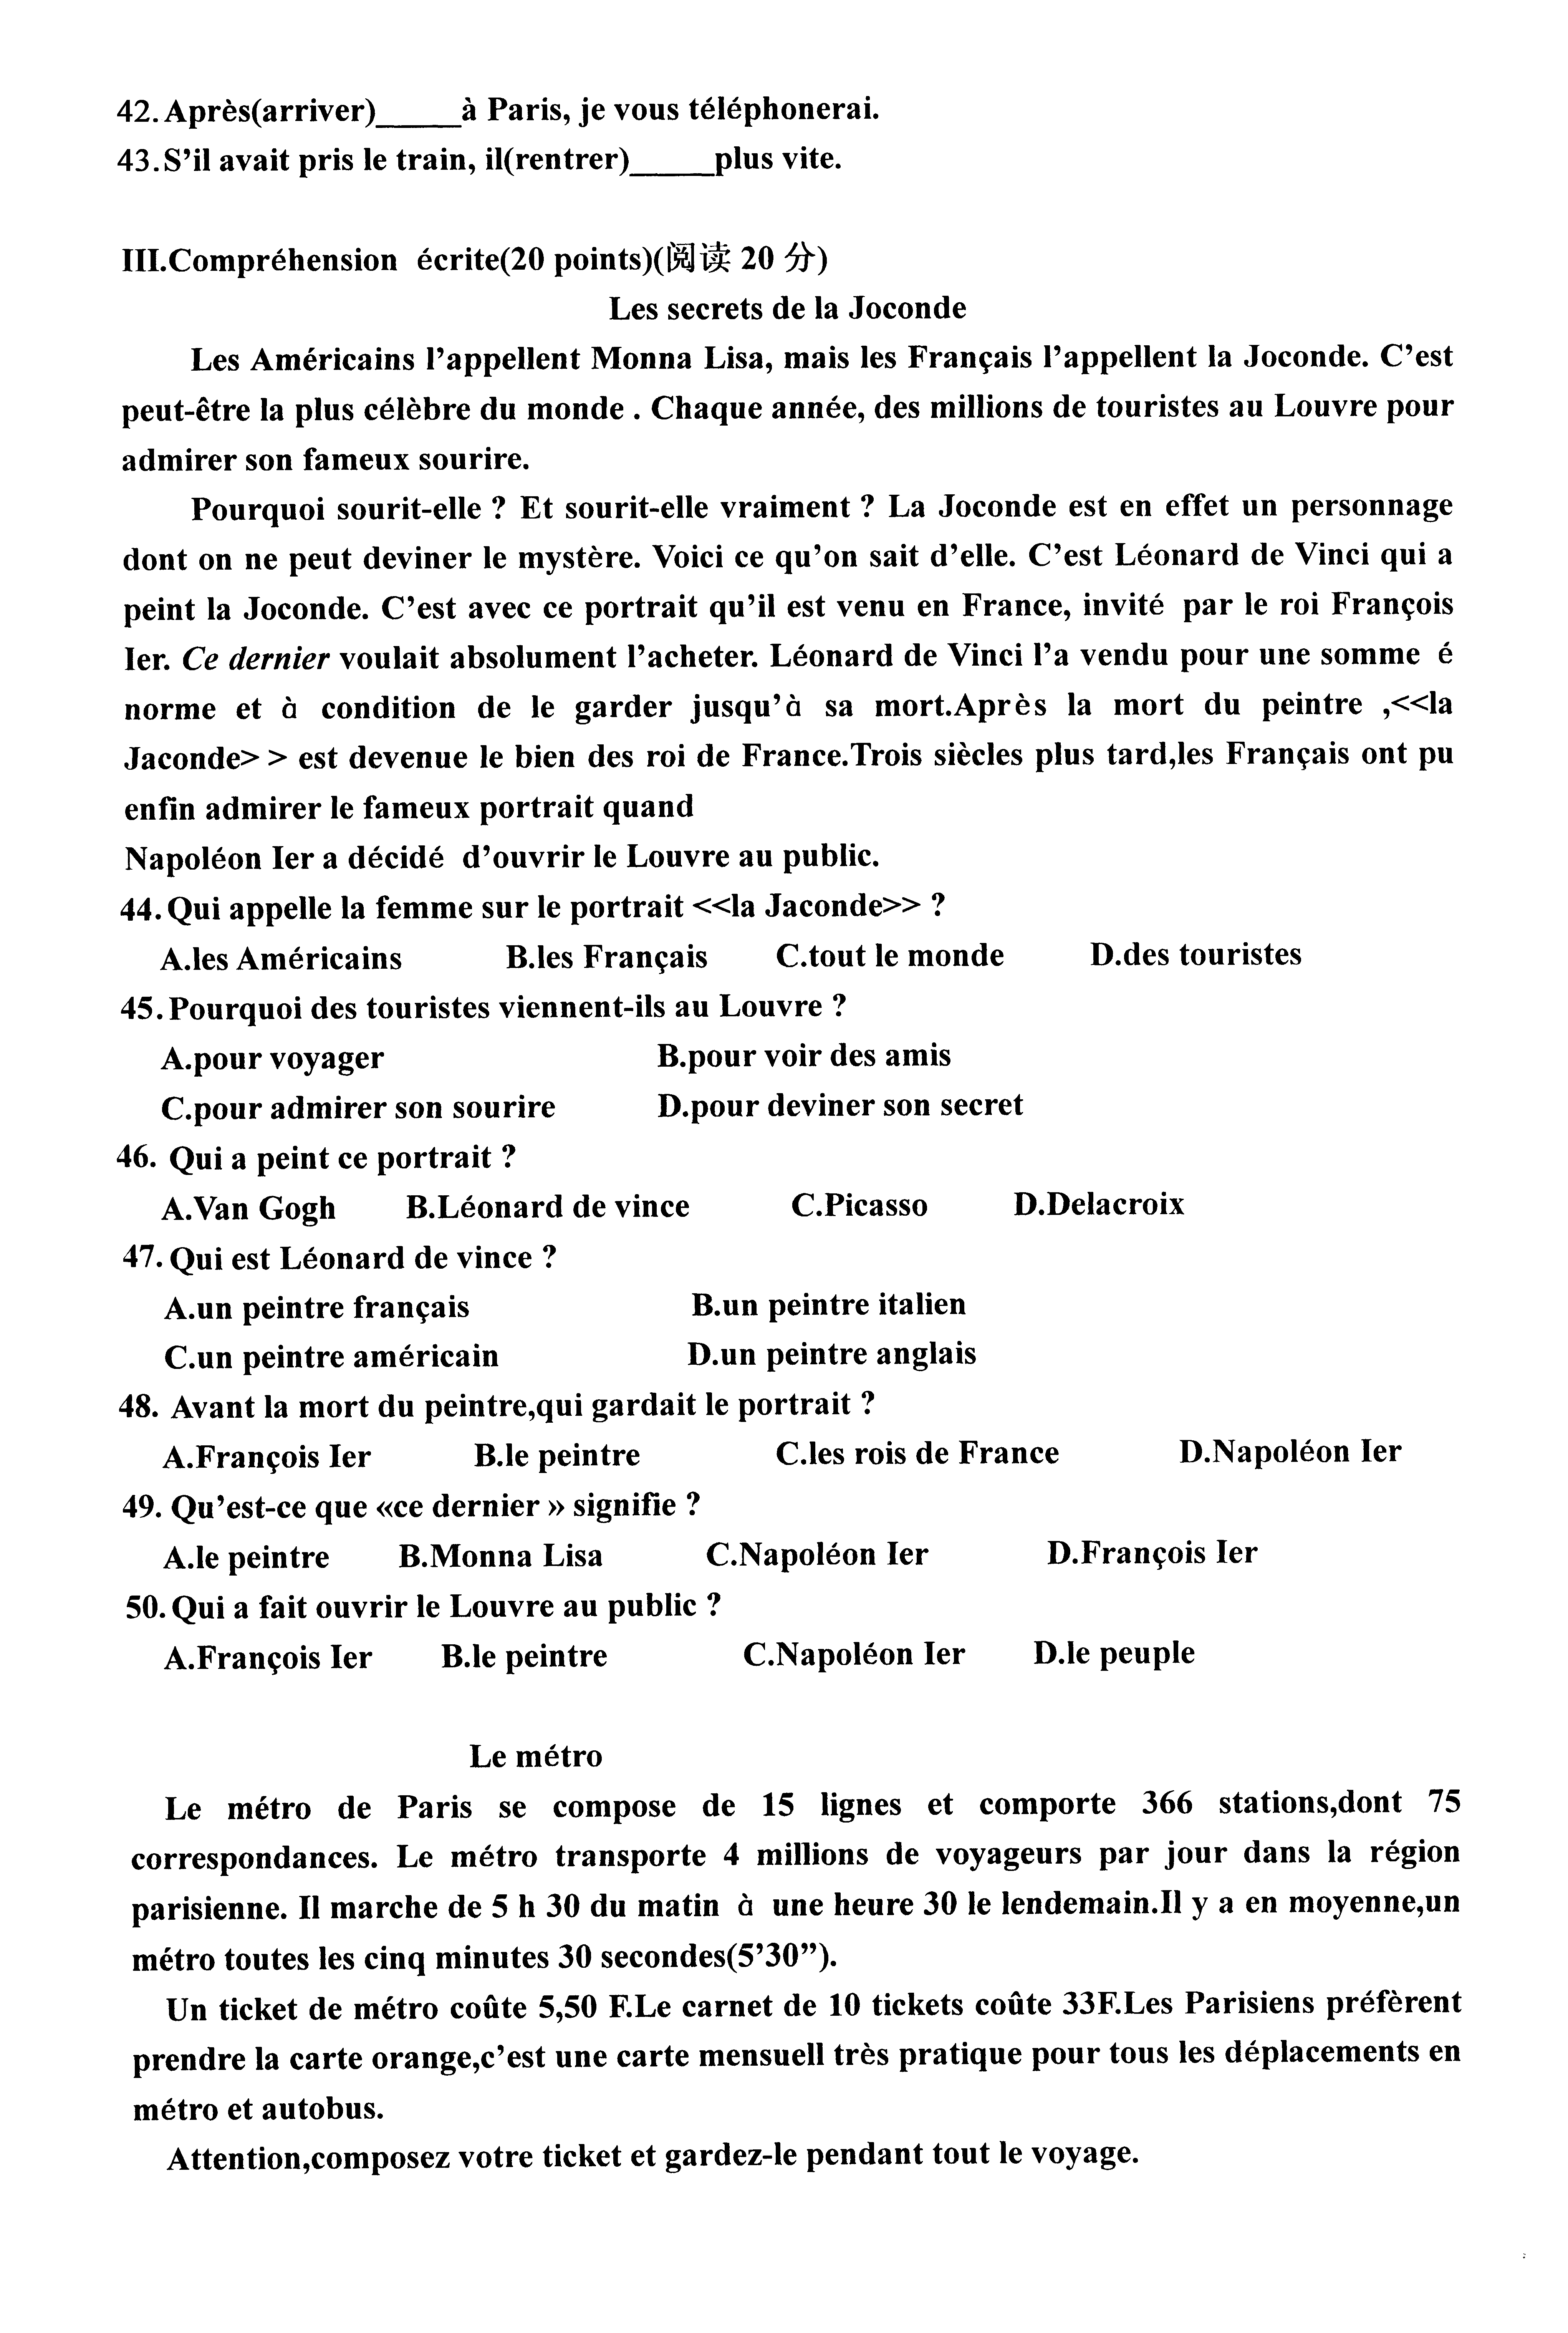 42. Après(arriver)_____à Paris, je vous téléphonerai.
43. S'il avait pris le train, il(rentrer)_____plus vite.
III.Compréhension écrite(20 points)(阅读 20 分)
Les secrets de la Joconde
Les Américains l'appellent Monna Lisa, mais les Français l'appellent la Joconde. C'est
peut-être la plus célèbre du monde . Chaque année, des millions de touristes au Louvre pour
admirer son fameux sourire.
Pourquoi sourit-elle ? Et sourit-elle vraiment ? La Joconde est en effet un personnage
dont on ne peut deviner le mystère. Voici ce qu'on sait d'elle. C'est Léonard de Vinci qui a
peint la Joconde. C'est avec ce portrait qu'il est venu en France, invité par le roi François
Ier. Ce dernier voulait absolument l'acheter. Léonard de Vinci l'a vendu pour une somme é
norme et à condition de le garder jusqu'à sa mort.Après la mort du peintre ,<<la
Jaconde> > est devenue le bien des roi de France.Trois siècles plus tard,les Français ont pu
enfin admirer le fameux portrait quand
Napoléon Ier a décidé d'ouvrir le Louvre au public.
44. Qui appelle la femme sur le portrait <<la Jaconde>> ?
A.les Américains B.les Français C.tout le monde D.des touristes
45. Pourquoi des touristes viennent-ils au Louvre ?
A.pour voyager B.pour voir des amis
C.pour admirer son sourire D.pour deviner son secret
46. Qui a peint ce portrait ?
A.Van Gogh B.Léonard de vince C.Picasso D.Delacroix
47. Qui est Léonard de vince ?
A.un peintre français B.un peintre italien
C.un peintre américain D.un peintre anglais
48. Avant la mort du peintre,qui gardait le portrait ?
A.François Ier B.le peintre C.les rois de France D.Napoléon Ier
49. Qu'est-ce que «ce dernier » signifie ?
A.le peintre B.Monna Lisa C.Napoléon Ier D.François Ier
50. Qui a fait ouvrir le Louvre au public ?
A.François Ier B.le peintre C.Napoléon Ier D.le peuple
Le métro
Le métro de Paris se compose de 15 lignes et comporte 366 stations,dont 75
correspondances. Le métro transporte 4 millions de voyageurs par jour dans la région
parisienne. Il marche de 5 h 30 du matin à une heure 30 le lendemain.Il y a en moyenne,un
métro toutes les cinq minutes 30 secondes(5'30").
Un ticket de métro coûte 5,50 F.Le carnet de 10 tickets coûte 33F.Les Parisiens préfèrent
prendre la carte orange,c'est une carte mensuell très pratique pour tous les déplacements en
métro et autobus.
Attention,composez votre ticket et gardez-le pendant tout le voyage.